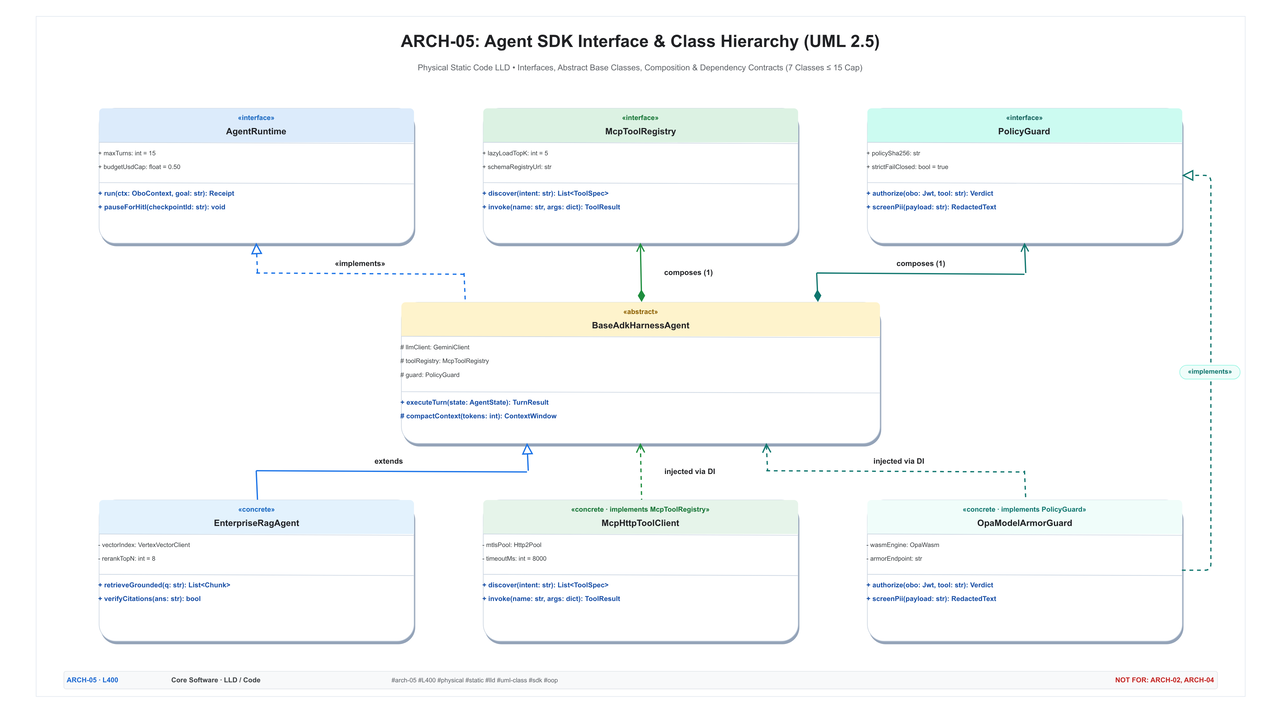 ARCH-05: Agent SDK Interface & Class Hierarchy (UML 2.5)
Physical Static Code LLD • Interfaces, Abstract Base Classes, Composition & Dependency Contracts (7 Classes ≤ 15 Cap)
«interface»
AgentRuntime
+ maxTurns: int = 15
+ budgetUsdCap: float = 0.50
+ run(ctx: OboContext, goal: str): Receipt
+ pauseForHitl(checkpointId: str): void
«interface»
McpToolRegistry
+ lazyLoadTopK: int = 5
+ schemaRegistryUrl: str
+ discover(intent: str): List<ToolSpec>
+ invoke(name: str, args: dict): ToolResult
«interface»
PolicyGuard
+ policySha256: str
+ strictFailClosed: bool = true
+ authorize(obo: Jwt, tool: str): Verdict
+ screenPii(payload: str): RedactedText
«implements»
composes (1)
composes (1)
«abstract»
BaseAdkHarnessAgent
# llmClient: GeminiClient
# toolRegistry: McpToolRegistry
# guard: PolicyGuard
+ executeTurn(state: AgentState): TurnResult
# compactContext(tokens: int): ContextWindow
«implements»
extends
injected via DI
injected via DI
«concrete»
EnterpriseRagAgent
- vectorIndex: VertexVectorClient
- rerankTopN: int = 8
+ retrieveGrounded(q: str): List<Chunk>
+ verifyCitations(ans: str): bool
«concrete · implements McpToolRegistry»
McpHttpToolClient
- mtlsPool: Http2Pool
- timeoutMs: int = 8000
+ discover(intent: str): List<ToolSpec>
+ invoke(name: str, args: dict): ToolResult
«concrete · implements PolicyGuard»
OpaModelArmorGuard
- wasmEngine: OpaWasm
- armorEndpoint: str
+ authorize(obo: Jwt, tool: str): Verdict
+ screenPii(payload: str): RedactedText
ARCH-05 · L400
Core Software · LLD / Code
#arch-05 #L400 #physical #static #lld #uml-class #sdk #oop
NOT FOR: ARCH-02, ARCH-04